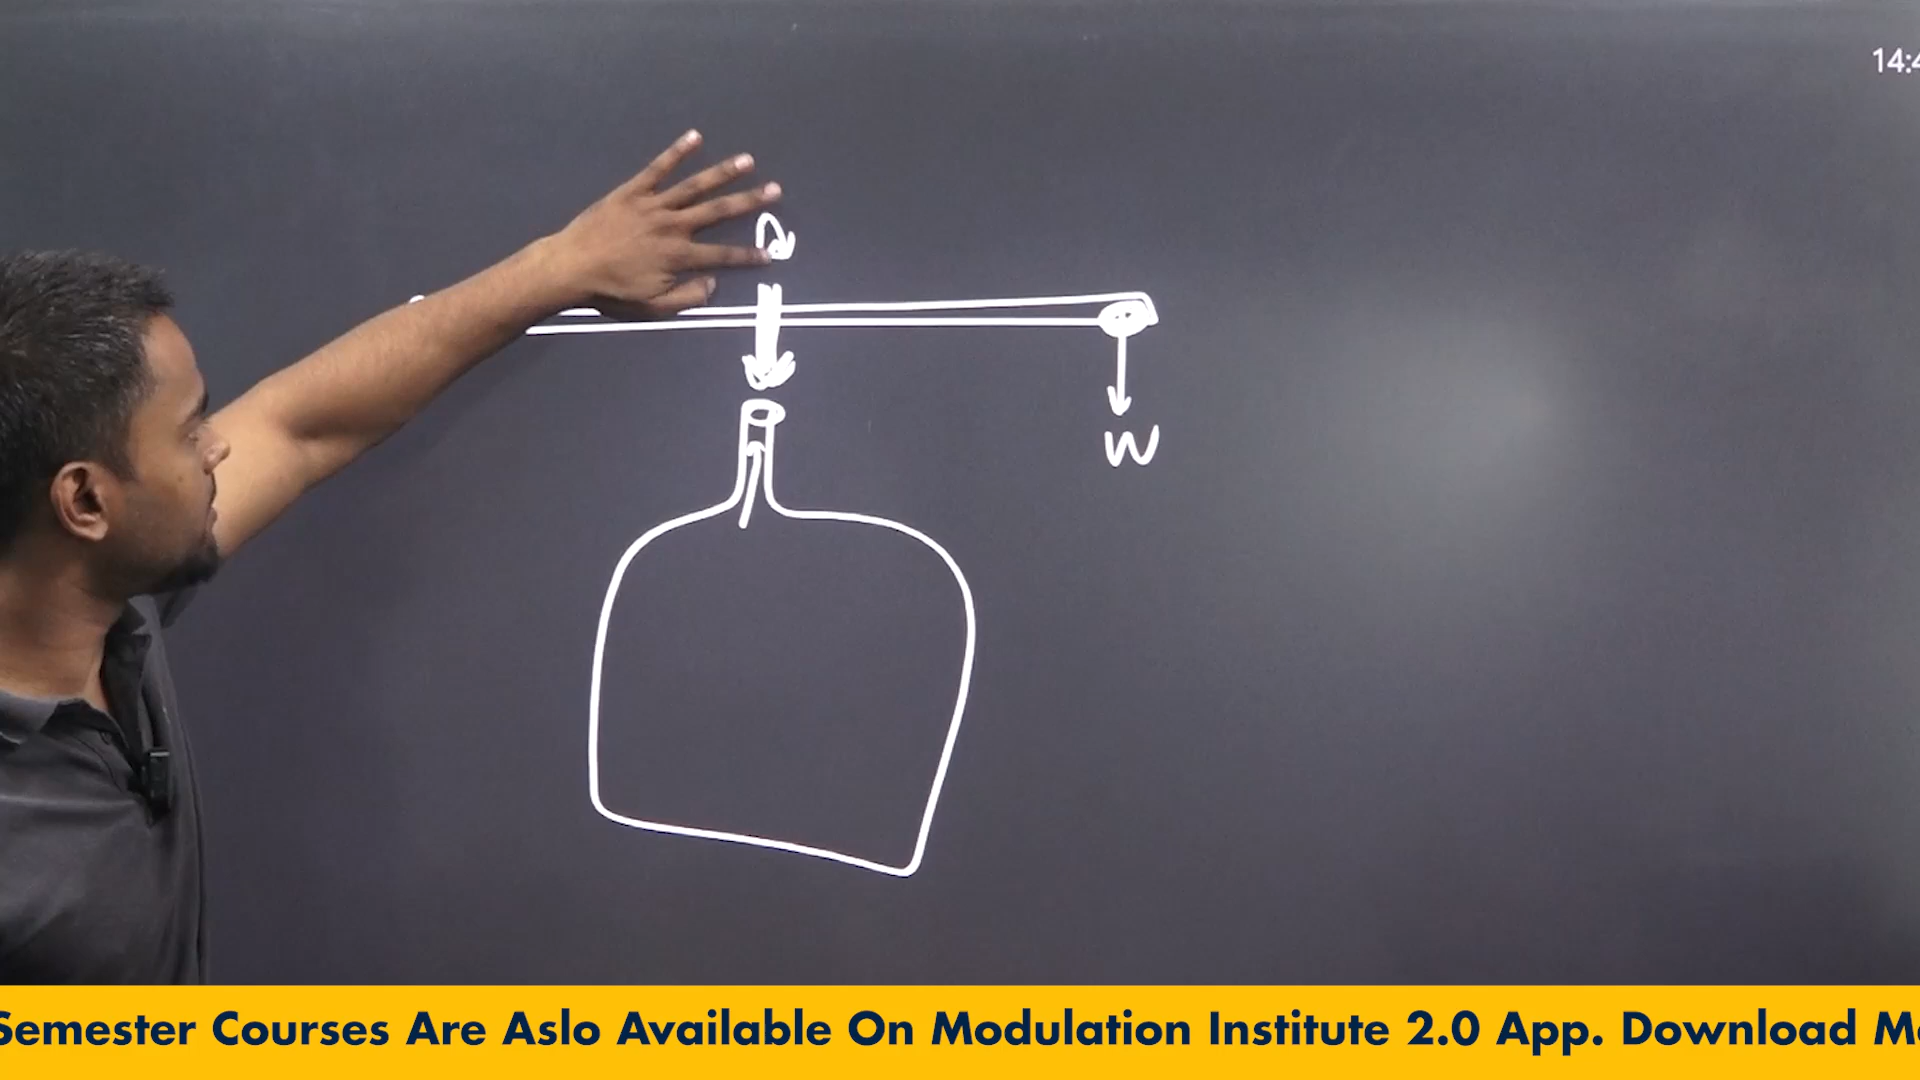 14:4
W
Semester Courses Are Aslo Available On Modulation Institute 2.0 App. Download M